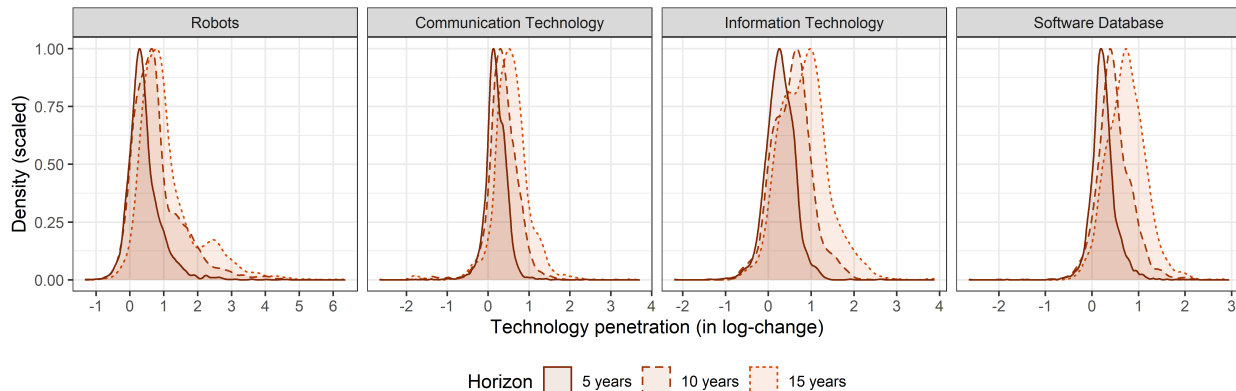 Robots Communication Technology Information Technology Software Database
1.00
0.75
0.50
0.25
0.00
Density (scaled)
-1 0 1 2 3 4 5 6 -2 -1 0 1 2 3 4 -2 -1 0 1 2 3 4 -2 -1 0 1 2 3
Technology penetration (in log-change)
Horizon 5 years 10 years 15 years